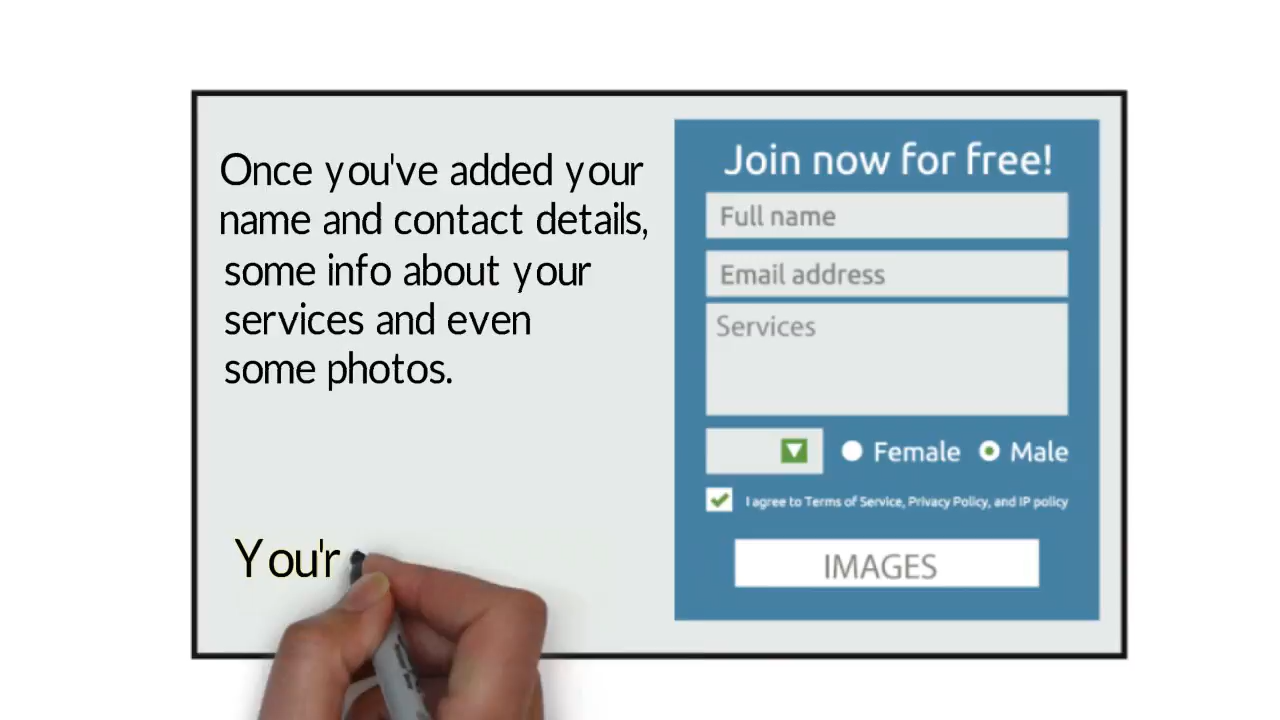 Once you've added your
name and contact details,
some info about your
services and even
some photos.
You'r
Join now for free!
Full name
Email address
Services
Female
Male
I agree to Terms of Service, Privacy Policy, and IP policy
IMAGES